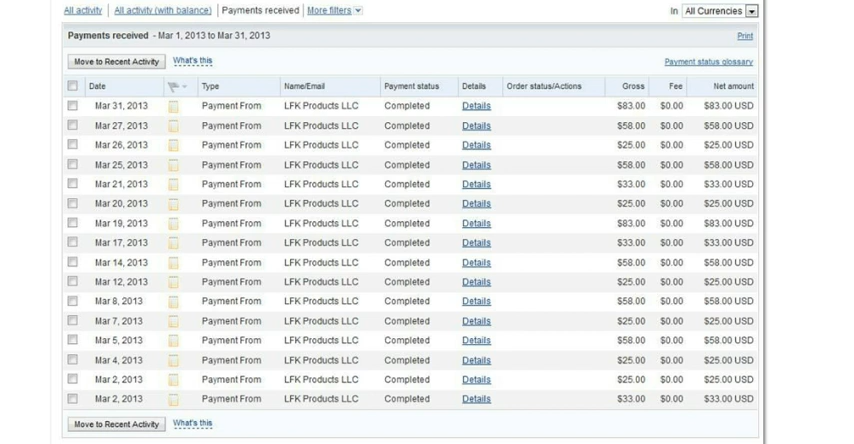 All activity | All activity (with balance) | Payments received | More filters In All Currencies
Payments received - Mar 1, 2013 to Mar 31, 2013 Print
Move to Recent Activity What's this Payment status glossary
Date Type Name/Email Payment status Details Order status/Actions Gross Fee Net amount
Mar 31, 2013 Payment From LFK Products LLC Completed Details $83.00 $0.00 $83.00 USD
Mar 27, 2013 Payment From LFK Products LLC Completed Details $58.00 $0.00 $58.00 USD
Mar 26, 2013 Payment From LFK Products LLC Completed Details $25.00 $0.00 $25.00 USD
Mar 25, 2013 Payment From LFK Products LLC Completed Details $58.00 $0.00 $58.00 USD
Mar 21, 2013 Payment From LFK Products LLC Completed Details $33.00 $0.00 $33.00 USD
Mar 20, 2013 Payment From LFK Products LLC Completed Details $25.00 $0.00 $25.00 USD
Mar 19, 2013 Payment From LFK Products LLC Completed Details $83.00 $0.00 $83.00 USD
Mar 17, 2013 Payment From LFK Products LLC Completed Details $33.00 $0.00 $33.00 USD
Mar 14, 2013 Payment From LFK Products LLC Completed Details $58.00 $0.00 $58.00 USD
Mar 12, 2013 Payment From LFK Products LLC Completed Details $25.00 $0.00 $25.00 USD
Mar 8, 2013 Payment From LFK Products LLC Completed Details $58.00 $0.00 $58.00 USD
Mar 7, 2013 Payment From LFK Products LLC Completed Details $25.00 $0.00 $25.00 USD
Mar 5, 2013 Payment From LFK Products LLC Completed Details $58.00 $0.00 $58.00 USD
Mar 4, 2013 Payment From LFK Products LLC Completed Details $25.00 $0.00 $25.00 USD
Mar 2, 2013 Payment From LFK Products LLC Completed Details $25.00 $0.00 $25.00 USD
Mar 2, 2013 Payment From LFK Products LLC Completed Details $33.00 $0.00 $33.00 USD
Move to Recent Activity What's this